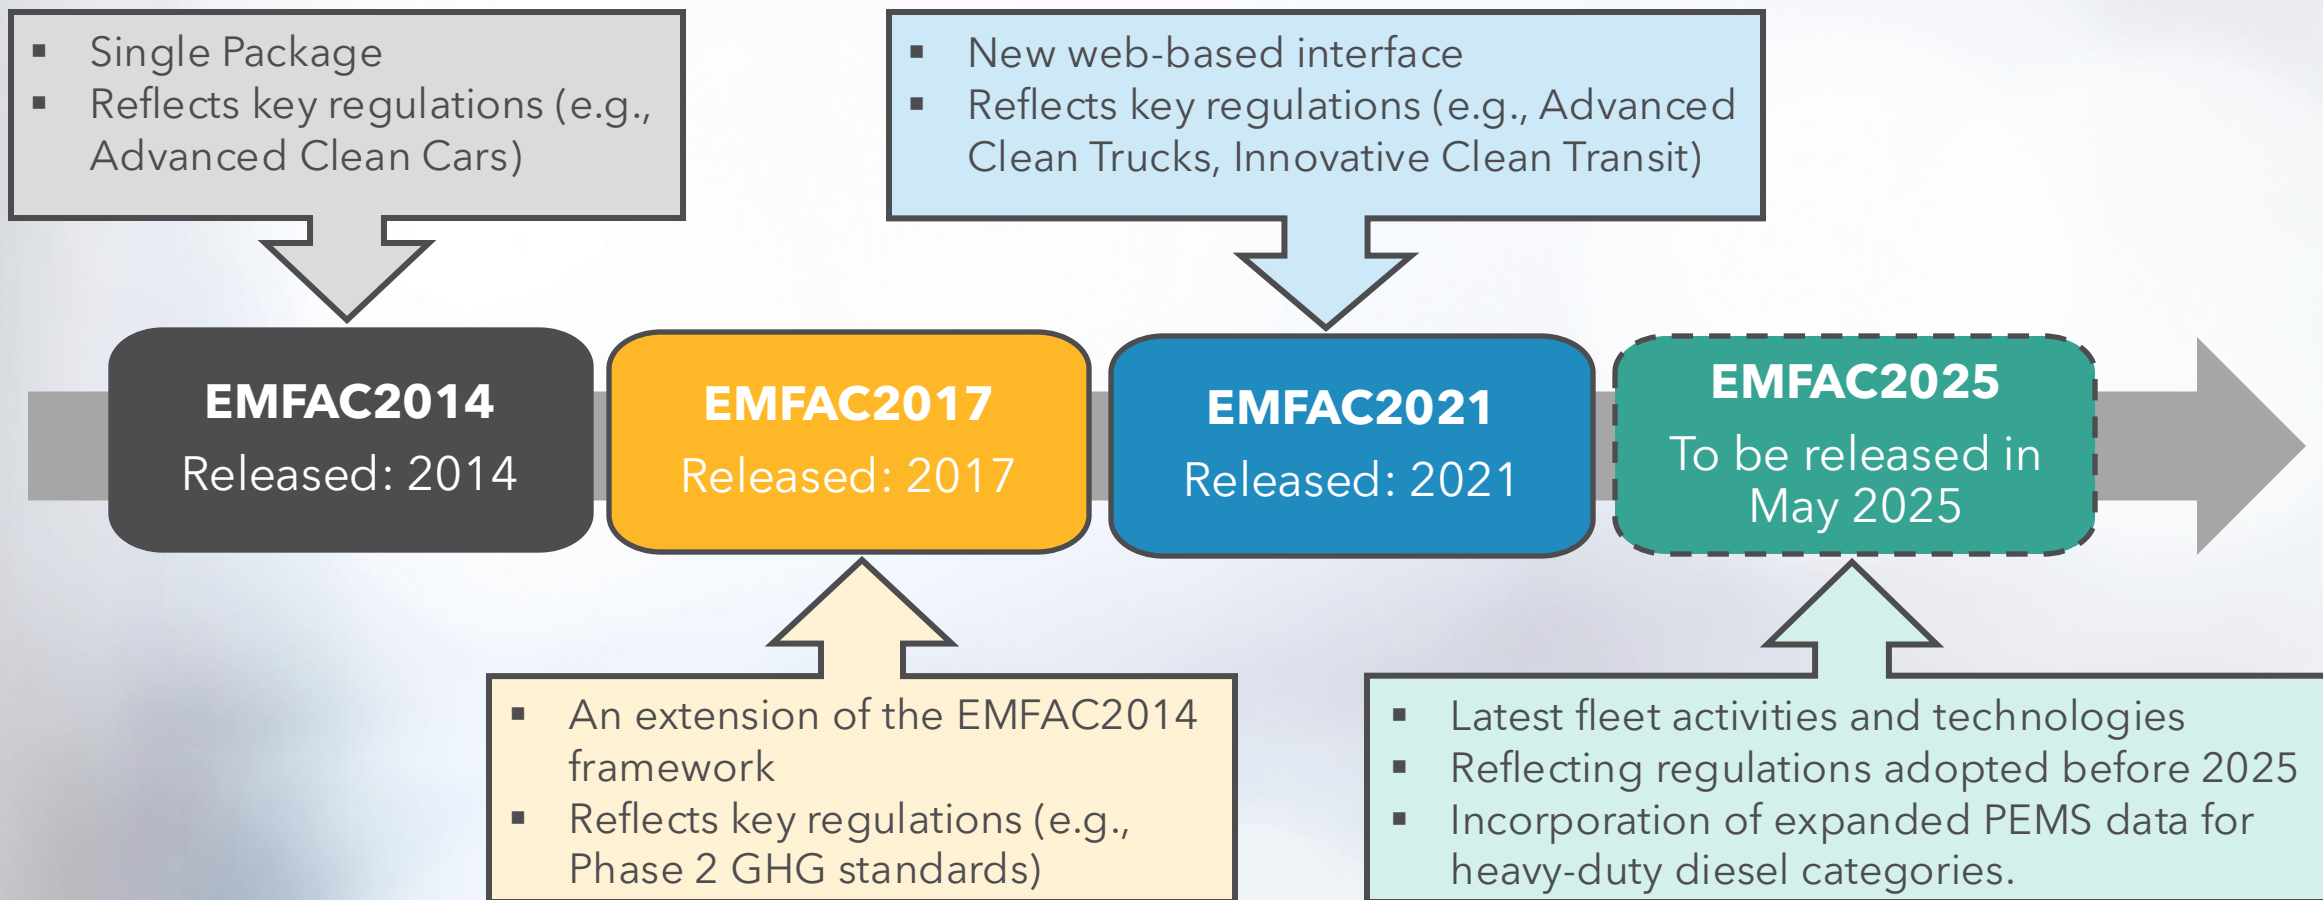 ▪ Single Package
▪ Reflects key regulations (e.g.,
Advanced Clean Cars)
▪ New web-based interface
▪ Reflects key regulations (e.g., Advanced
Clean Trucks, Innovative Clean Transit)
EMFAC2014
Released: 2014
EMFAC2017
Released: 2017
EMFAC2021
Released: 2021
EMFAC2025
To be released in
May 2025
▪ An extension of the EMFAC2014
framework
▪ Reflects key regulations (e.g.,
Phase 2 GHG standards)
▪ Latest fleet activities and technologies
▪ Reflecting regulations adopted before 2025
▪ Incorporation of expanded PEMS data for
heavy-duty diesel categories.